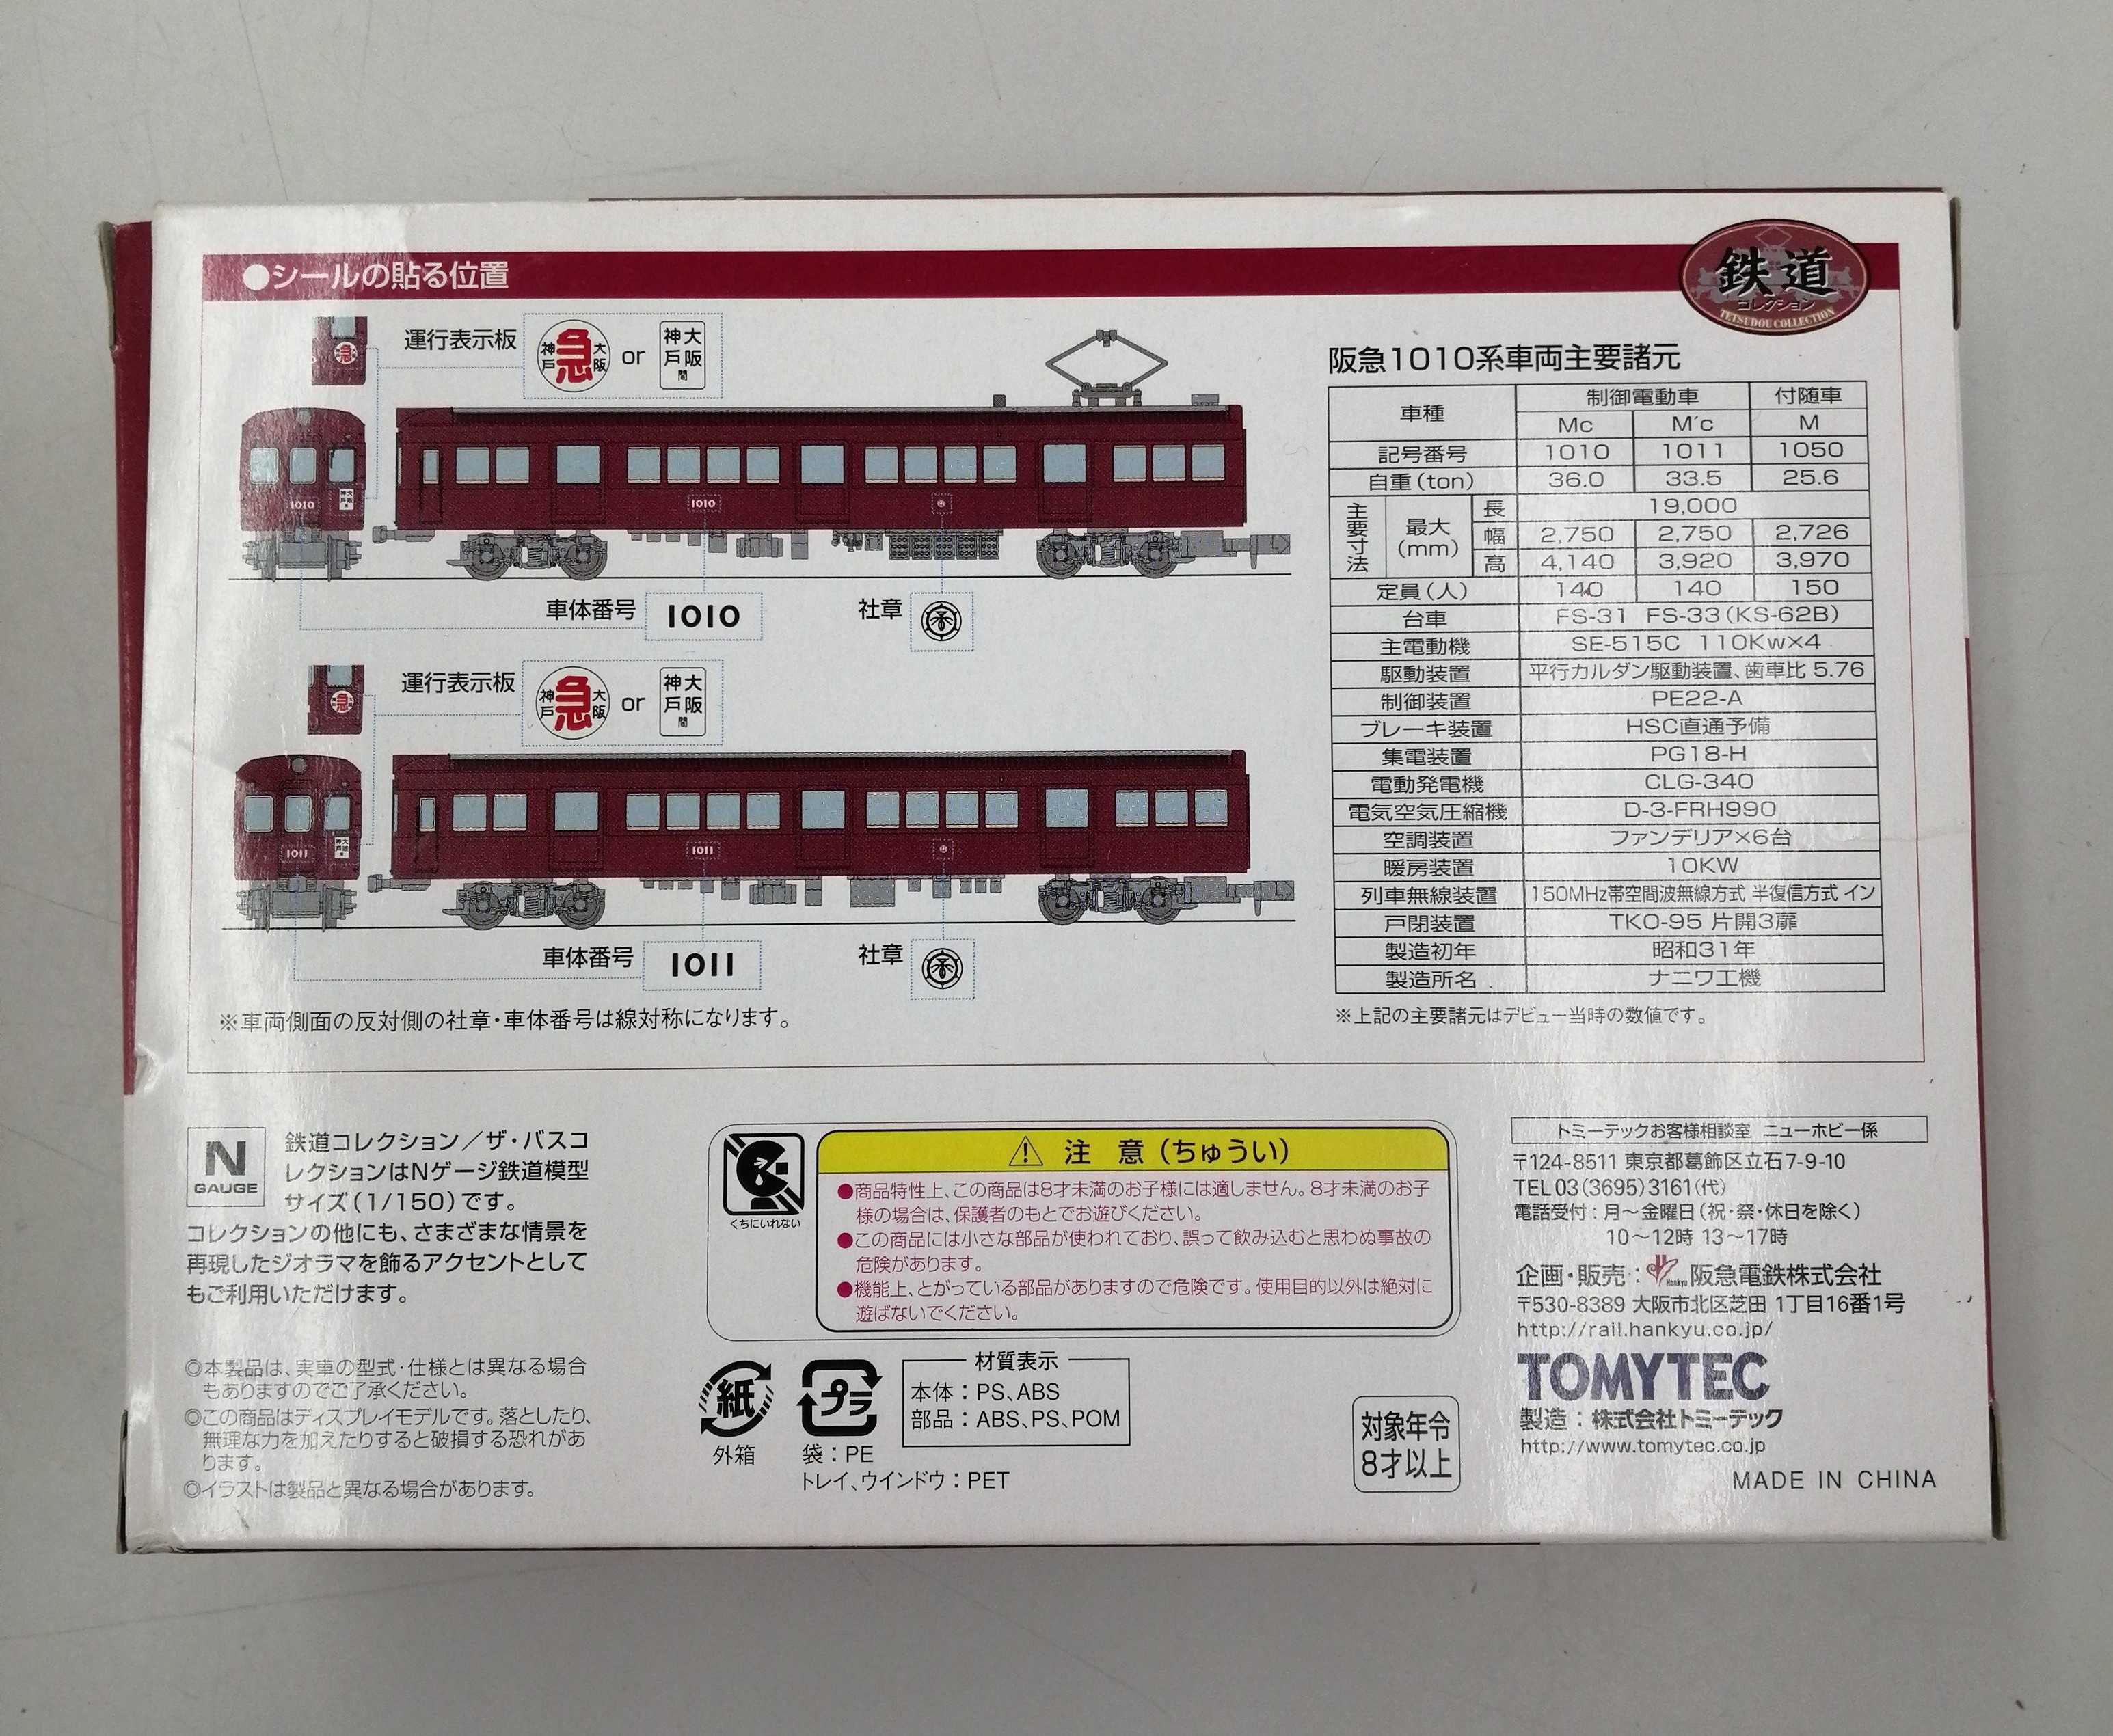 ●シールの貼る位置
鉄道
コレクション
TETSUDOU COLLECTION
運行表示板 神戸 急 大阪 or 神戸 大阪 間
急
1010
神戸 大阪
1010
車体番号 1010 社章
運行表示板 神戸 急 大阪 or 神戸 大阪 間
急
1011
神戸 大阪
1011
車体番号 1011 社章
※車両側面の反対側の社章・車体番号は線対称になります。
阪急1010系車両主要諸元
車種 制御電動車 付随車
Mc M´c M
記号番号 1010 1011 1050
自重(ton) 36.0 33.5 25.6
主要寸法 最大(mm) 長 19,000
幅 2,750 2,750 2,726
高 4,140 3,920 3,970
定員(人) 140 140 150
台車 FS-31 FS-33(KS-62B)
主電動機 SE-515C 110Kw×4
駆動装置 平行カルダン駆動装置、歯車比 5.76
制御装置 PE22-A
ブレーキ装置 HSC直通予備
集電装置 PG18-H
電動発電機 CLG-340
電気空気圧縮機 D-3-FRH990
空調装置 ファンデリア×6台
暖房装置 10KW
列車無線装置 150MHz帯空間波無線方式 半復信方式 イン
戸閉装置 TKO-95 片開3扉
製造初年 昭和31年
製造所名 ナニワ工機
※上記の主要諸元はデビュー当時の数値です。
N
GAUGE
鉄道コレクション／ザ・バスコ
レクションはNゲージ鉄道模型
サイズ(1/150)です。
コレクションの他にも、さまざまな情景を
再現したジオラマを飾るアクセントとして
もご利用いただけます。
◎本製品は、実車の型式・仕様とは異なる場合
もありますのでご了承ください。
◎この商品はディスプレイモデルです。落としたり、
無理な力を加えたりすると破損する恐れがあ
ります。
◎イラストは製品と異なる場合があります。
くちにいれない
注 意(ちゅうい)
●商品特性上、この商品は8才未満のお子様には適しません。8才未満のお子
様の場合は、保護者のもとでお遊びください。
●この商品には小さな部品が使われており、誤って飲み込むと思わぬ事故の
危険があります。
●機能上、とがっている部品がありますので危険です。使用目的以外は絶対に
遊ばないでください。
紙
外箱
プラ
袋：PE
トレイ、ウインドウ：PET
材質表示
本体：PS、ABS
部品：ABS、PS、POM
対象年令
8才以上
トミーテックお客様相談室 ニューホビー係
〒124-8511 東京都葛飾区立石7-9-10
TEL 03(3695)3161(代)
電話受付：月～金曜日(祝・祭・休日を除く)
10～12時 13～17時
企画・販売：Hankyu 阪急電鉄株式会社
〒530-8389 大阪市北区芝田 1丁目16番1号
http://rail.hankyu.co.jp/
TOMYTEC
製造：株式会社トミーテック
http://www.tomytec.co.jp
MADE IN CHINA